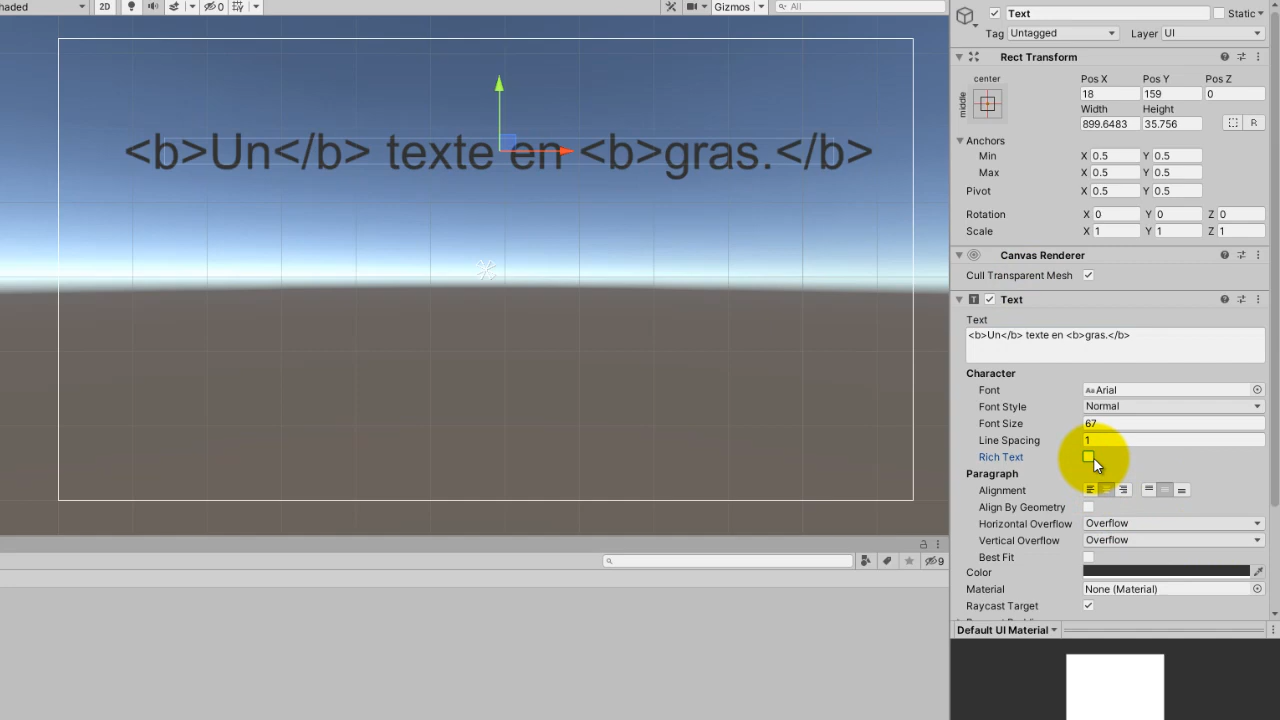 haded
2D
0
Gizmos
All
<b>Un</b> texte en <b>gras.</b>
9
Text
Static
Tag Untagged Layer UI
Rect Transform
center
middle
Pos X Pos Y Pos Z
18 159 0
Width Height
899.6483 35.756
R
Anchors
Min X 0.5 Y 0.5
Max X 0.5 Y 0.5
Pivot X 0.5 Y 0.5
Rotation X 0 Y 0 Z 0
Scale X 1 Y 1 Z 1
Canvas Renderer
Cull Transparent Mesh
T Text
Text
<b>Un</b> texte en <b>gras.</b>
Character
Font Aa Arial
Font Style Normal
Font Size 67
Line Spacing 1
Rich Text
Paragraph
Alignment
Align By Geometry
Horizontal Overflow Overflow
Vertical Overflow Overflow
Best Fit
Color
Material None (Material)
Raycast Target
Default UI Material